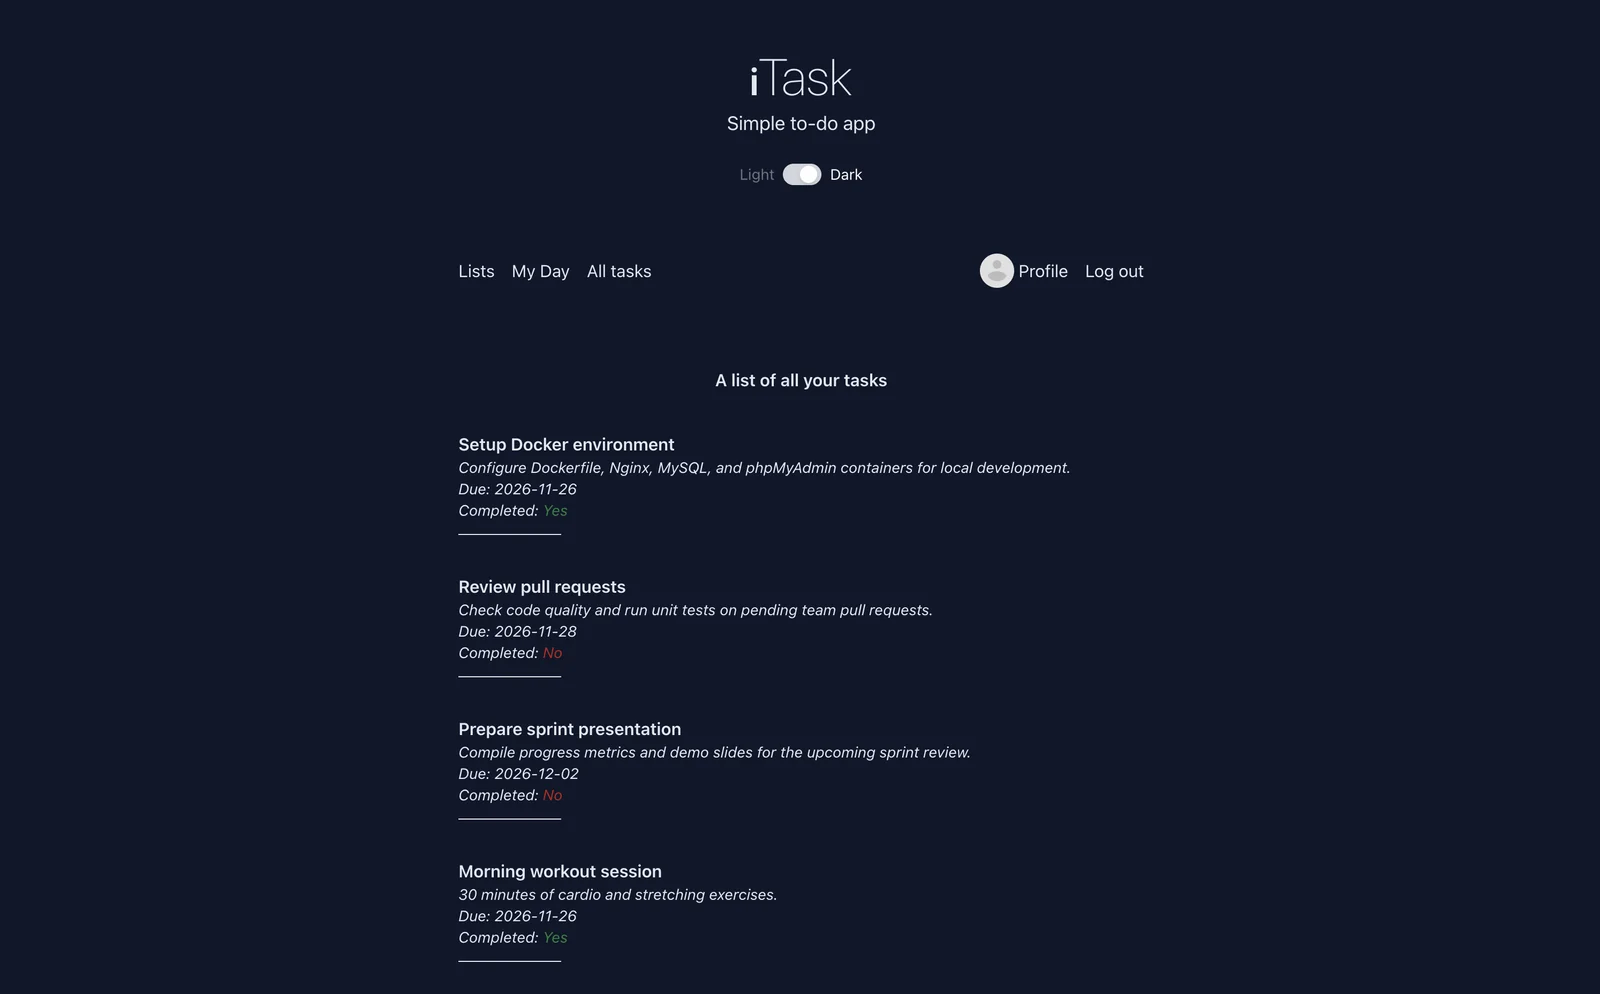 iTask
Simple to-do app
Light Dark
Lists My Day All tasks Profile Log out
A list of all your tasks
Setup Docker environment
Configure Dockerfile, Nginx, MySQL, and phpMyAdmin containers for local development.
Due: 2026-11-26
Completed: Yes
Review pull requests
Check code quality and run unit tests on pending team pull requests.
Due: 2026-11-28
Completed: No
Prepare sprint presentation
Compile progress metrics and demo slides for the upcoming sprint review.
Due: 2026-12-02
Completed: No
Morning workout session
30 minutes of cardio and stretching exercises.
Due: 2026-11-26
Completed: Yes